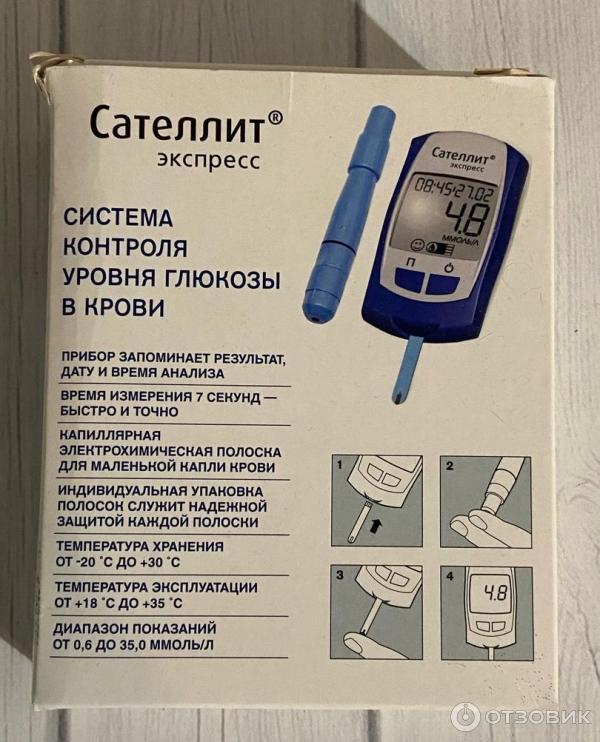 Сателлит®
экспресс
СИСТЕМА
КОНТРОЛЯ
УРОВНЯ ГЛЮКОЗЫ
В КРОВИ
ПРИБОР ЗАПОМИНАЕТ РЕЗУЛЬТАТ,
ДАТУ И ВРЕМЯ АНАЛИЗА
ВРЕМЯ ИЗМЕРЕНИЯ 7 СЕКУНД —
БЫСТРО И ТОЧНО
КАПИЛЛЯРНАЯ
ЭЛЕКТРОХИМИЧЕСКАЯ ПОЛОСКА
ДЛЯ МАЛЕНЬКОЙ КАПЛИ КРОВИ
ИНДИВИДУАЛЬНАЯ УПАКОВКА
ПОЛОСОК СЛУЖИТ НАДЕЖНОЙ
ЗАЩИТОЙ КАЖДОЙ ПОЛОСКИ
ТЕМПЕРАТУРА ХРАНЕНИЯ
ОТ -20 °С ДО +30 °С
ТЕМПЕРАТУРА ЭКСПЛУАТАЦИИ
ОТ +18 °С ДО +35 °С
ДИАПАЗОН ПОКАЗАНИЙ
ОТ 0,6 ДО 35,0 ММОЛЬ/Л
Сателлит®
экспресс
08:45 27.02
4.8
ММОЛЬ/Л
П
1
2
3
4
4.8
ОТЗОВИК